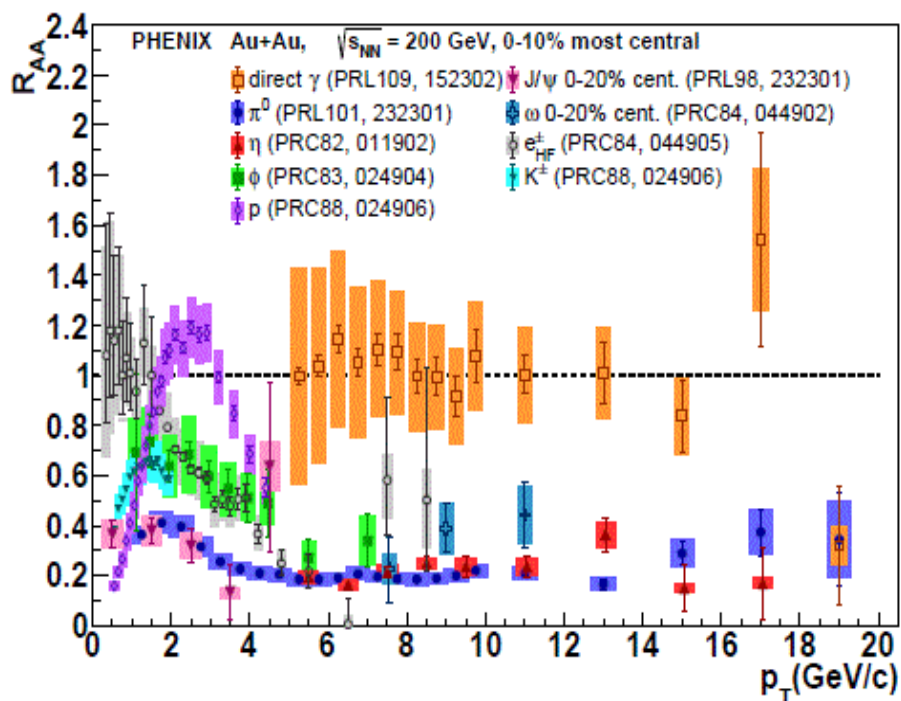 PHENIX Au+Au, √s_NN = 200 GeV, 0-10% most central
direct γ (PRL109, 152302)
π⁰ (PRL101, 232301)
η (PRC82, 011902)
ϕ (PRC83, 024904)
p (PRC88, 024906)
J/ψ 0-20% cent. (PRL98, 232301)
ω 0-20% cent. (PRC84, 044902)
e±HF (PRC84, 044905)
K± (PRC88, 024906)
R_AA
2.4
2.2
2
1.8
1.6
1.4
1.2
1
0.8
0.6
0.4
0.2
0
0 2 4 6 8 10 12 14 16 18 20
p_T(GeV/c)